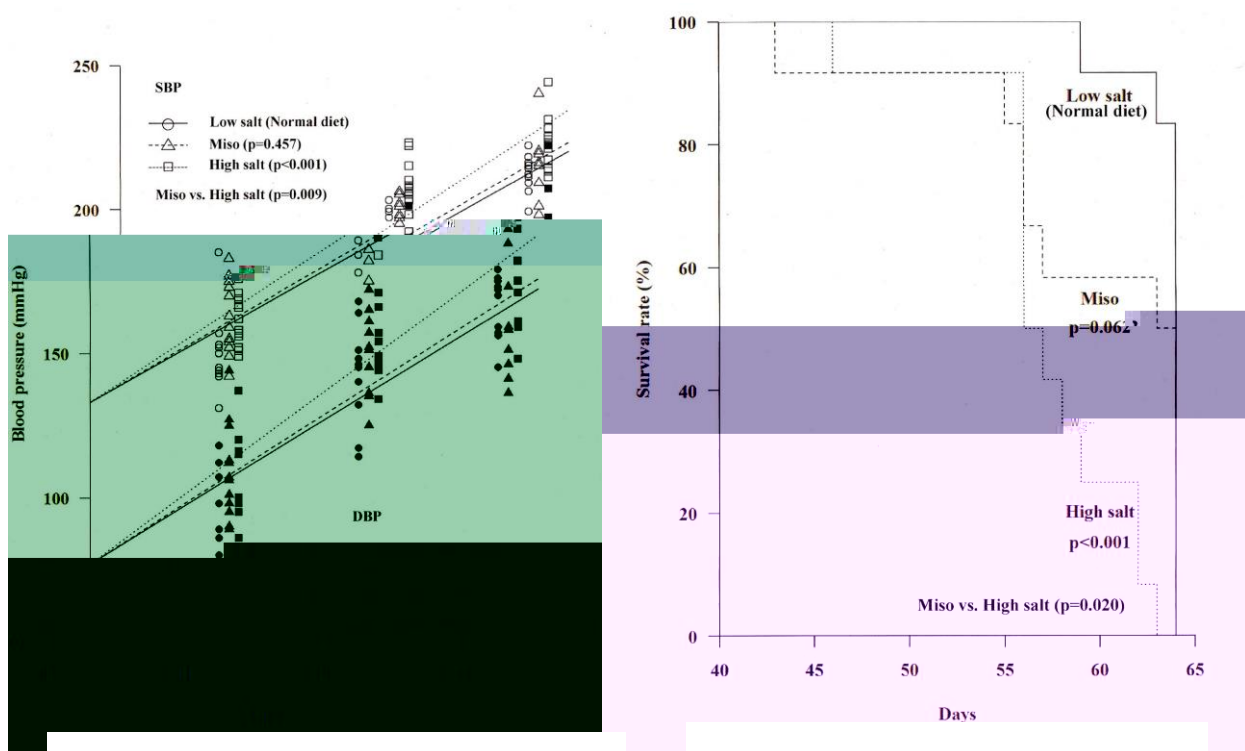 250
SBP
Low salt (Normal diet)
Miso (p=0.457)
High salt (p<0.001)
Miso vs. High salt (p=0.009)
200
Blood pressure (mmHg)
150
100
DBP
100
Low salt
(Normal diet)
80
60
Miso
p=0.062
Survival rate (%)
40
20
High salt
p<0.001
Miso vs. High salt (p=0.020)
0
40
45
50
55
60
65
Days